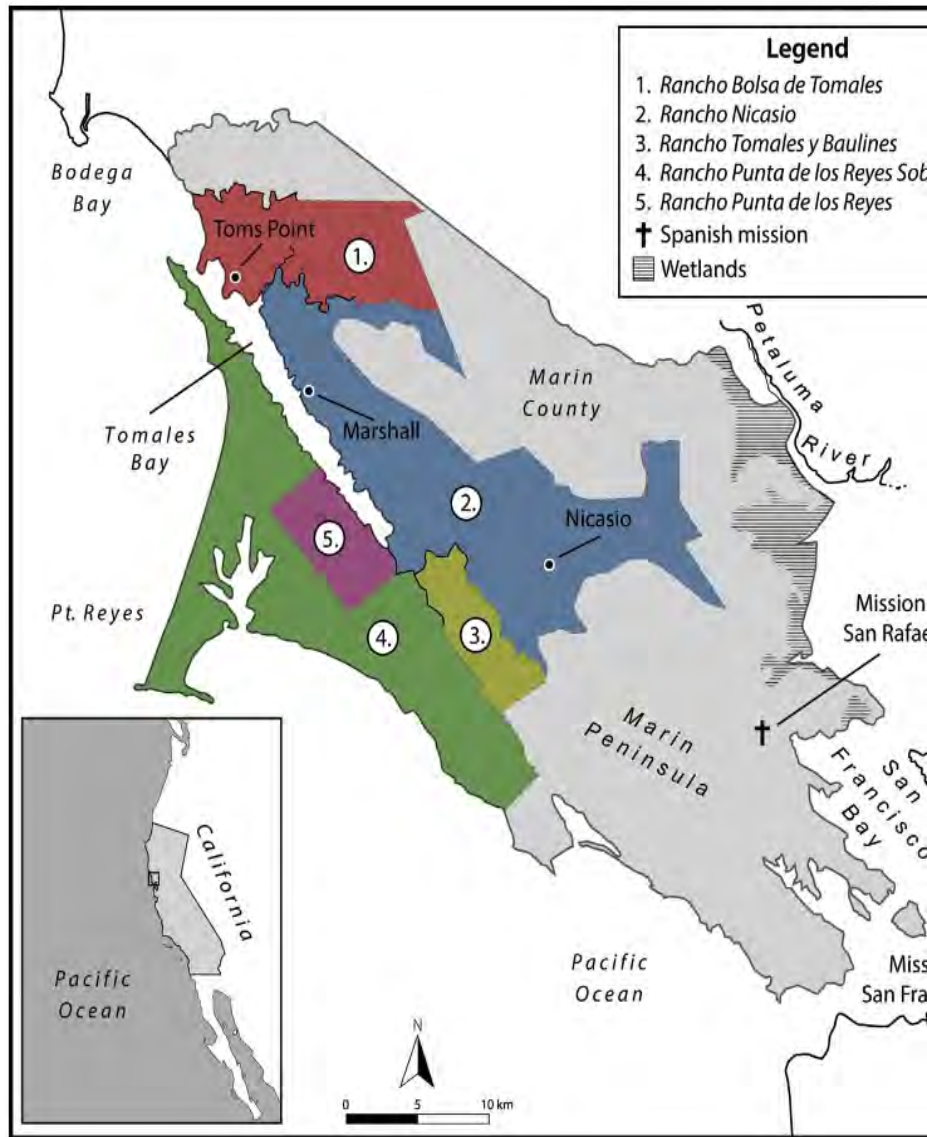 Legend
1. Rancho Bolsa de Tomales
2. Rancho Nicasio
3. Rancho Tomales y Baulines
4. Rancho Punta de los Reyes Sob
5. Rancho Punta de los Reyes
Spanish mission
Wetlands
Bodega
Bay
Toms Point
1.
Petaluma
River
Marin
County
Tomales
Bay
Marshall
2.
Nicasio
5.
Pt. Reyes
4.
3.
Mission
San Rafae
Marin
Peninsula
San
Francisco
Bay
California
Pacific
Ocean
Pacific
Ocean
Miss
San Fra
N
0 5 10 km